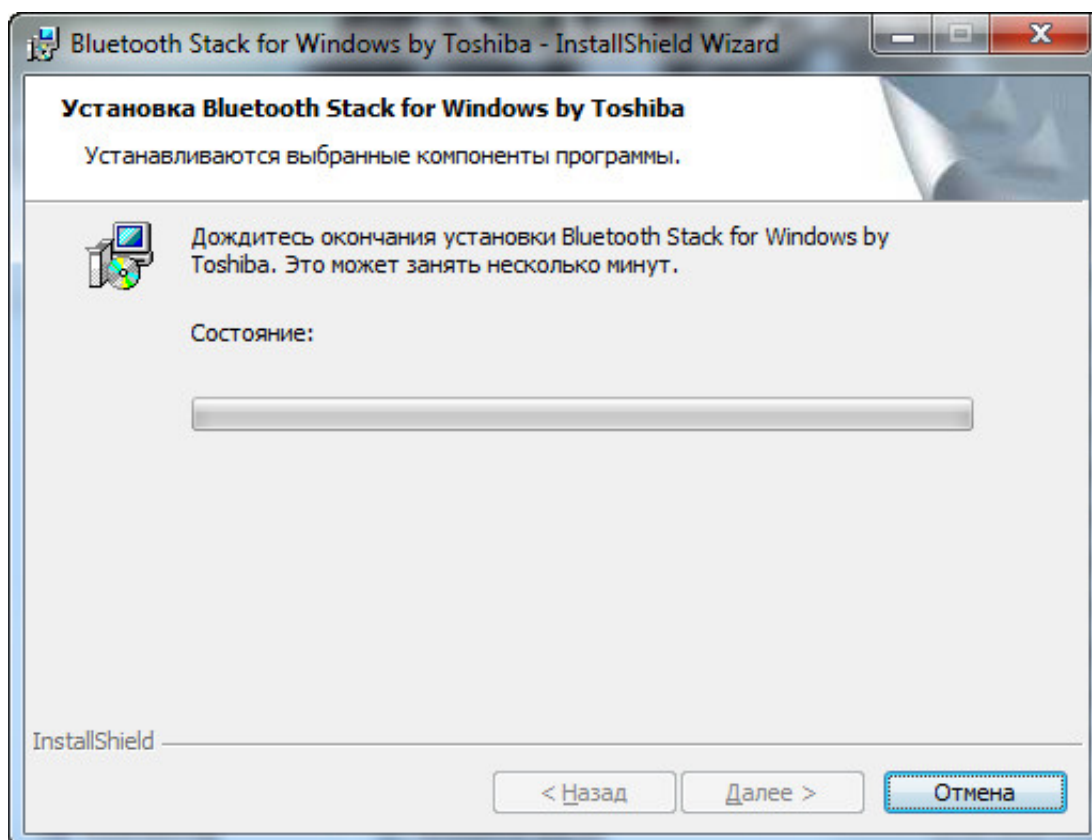 Bluetooth Stack for Windows by Toshiba - InstallShield Wizard
Установка Bluetooth Stack for Windows by Toshiba
Устанавливаются выбранные компоненты программы.
Дождитесь окончания установки Bluetooth Stack for Windows by
Toshiba. Это может занять несколько минут.
Состояние:
InstallShield
< Назад
Далее >
Отмена